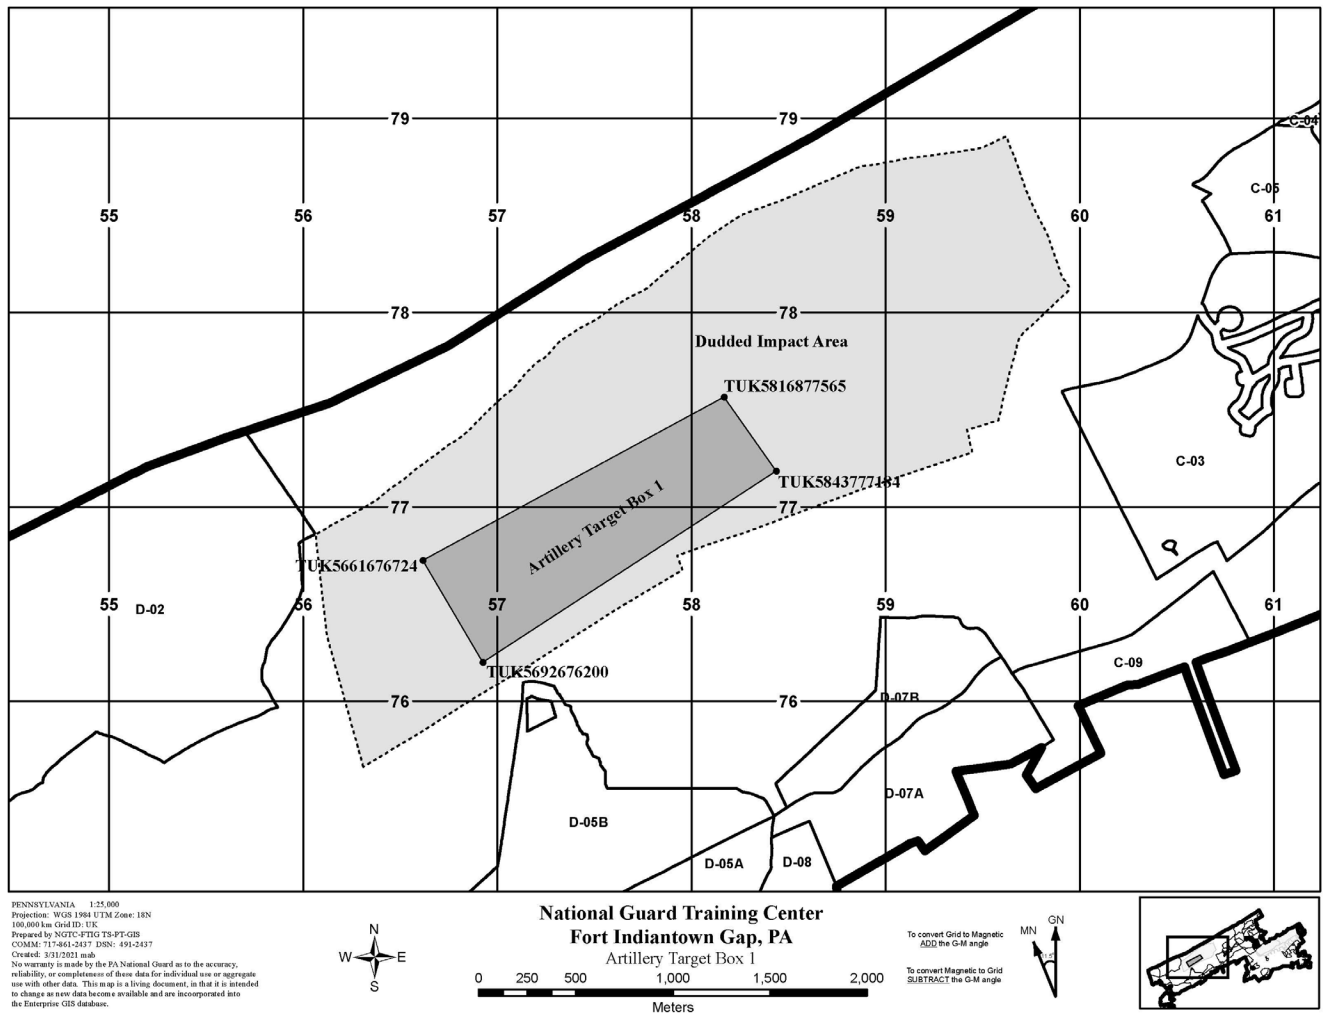 79
79
C-04
C-05
55
56
57
58
59
60
61
78
78
Dudded Impact Area
TUK5816877565
C-03
TUK5843777184
Artillery Target Box 1
77
77
TUK5661676724
55
D-02
56
57
58
59
60
61
C-09
TUK5692676200
76
76
D-07B
D-07A
D-05B
D-05A
D-08
PENNSYLVANIA 1:25,000
Projection: WGS 1984 UTM Zone: 18N
100,000 km Grid ID: UK
Prepared by NGTC-FTIG TS-PT-GIS
COMM: 717-861-2437 DSN: 491-2437
Created: 3/31/2021 mab
No warranty is made by the PA National Guard as to the accuracy,
reliability, or completeness of these data for individual use or aggregate
use with other data. This map is a living document, in that it is intended
to change as new data become available and are incorporated into
the Enterprise GIS database.
N
W E
S
National Guard Training Center
Fort Indiantown Gap, PA
Artillery Target Box 1
0 250 500 1,000 1,500 2,000
Meters
To convert Grid to Magnetic
ADD the G-M angle
To convert Magnetic to Grid
SUBTRACT the G-M angle
GN
MN